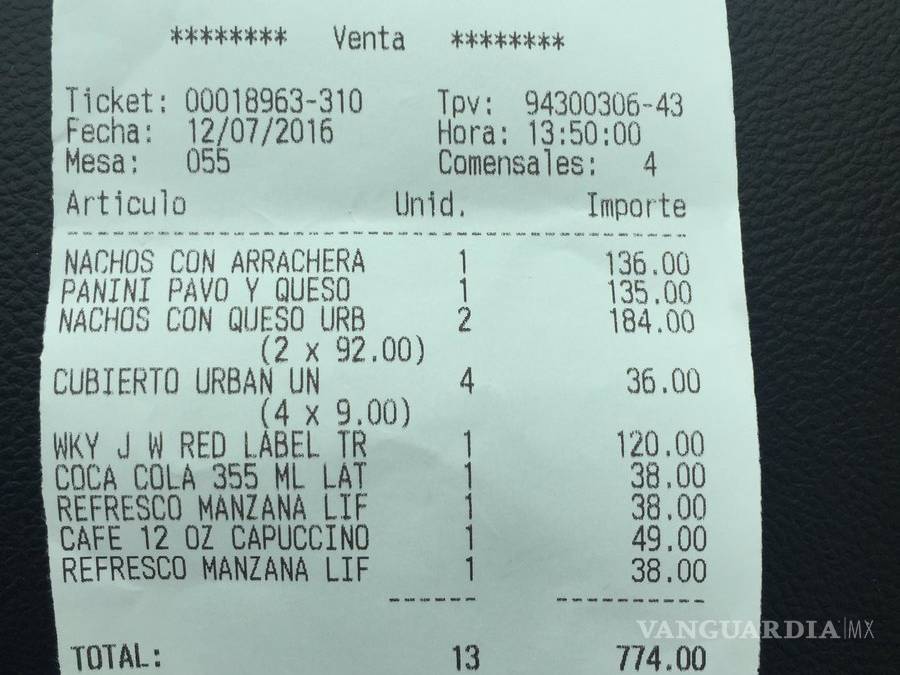 ******** Venta ********
Ticket: 00018963-310 Tpv: 94300306-43
Fecha: 12/07/2016 Hora: 13:50:00
Mesa: 055 Comensales: 4
Articulo Unid. Importe
NACHOS CON ARRACHERA 1 136.00
PANINI PAVO Y QUESO 1 135.00
NACHOS CON QUESO URB 2 184.00
(2 x 92.00)
CUBIERTO URBAN UN 4 36.00
(4 x 9.00)
WKY J W RED LABEL TR 1 120.00
COCA COLA 355 ML LAT 1 38.00
REFRESCO MANZANA LIF 1 38.00
CAFE 12 OZ CAPUCCINO 1 49.00
REFRESCO MANZANA LIF 1 38.00
VANGUARDIA|MX
TOTAL: 13 774.00